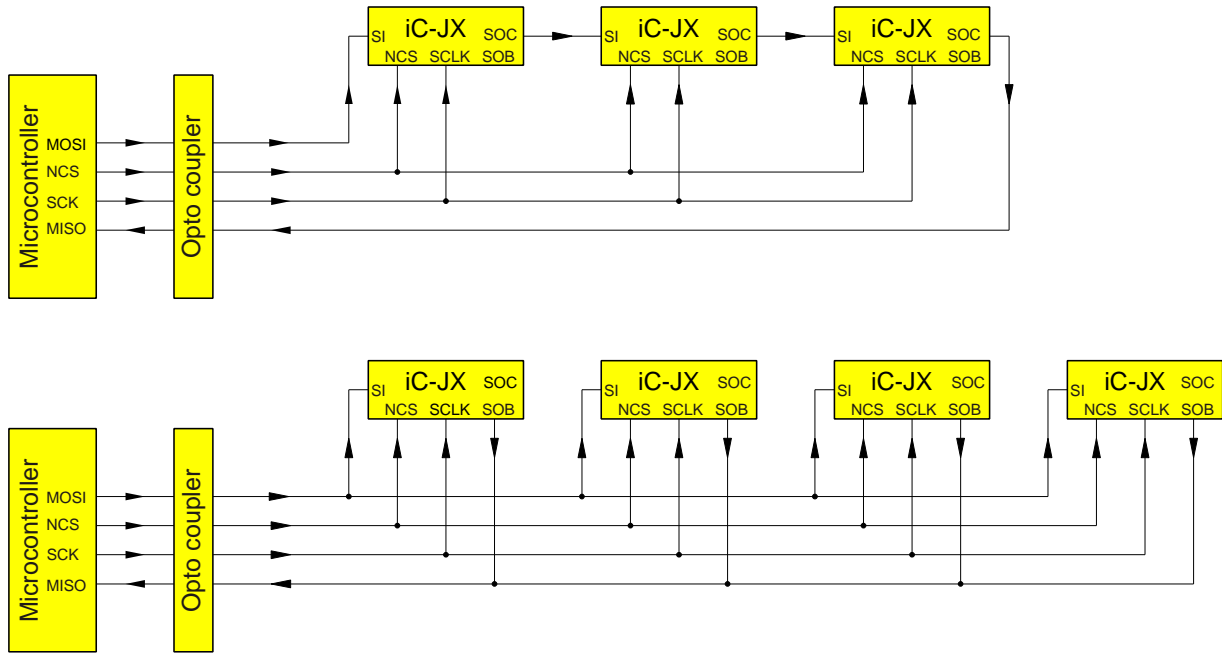 iC-JX
SI
SOC
NCS SCLK SOB
iC-JX
SI
SOC
NCS SCLK SOB
iC-JX
SI
SOC
NCS SCLK SOB
Microcontroller
MOSI
NCS
SCK
MISO
Opto coupler
iC-JX
SI
SOC
NCS SCLK SOB
iC-JX
SI
SOC
NCS SCLK SOB
iC-JX
SI
SOC
NCS SCLK SOB
iC-JX
SI
SOC
NCS SCLK SOB
Microcontroller
MOSI
NCS
SCK
MISO
Opto coupler